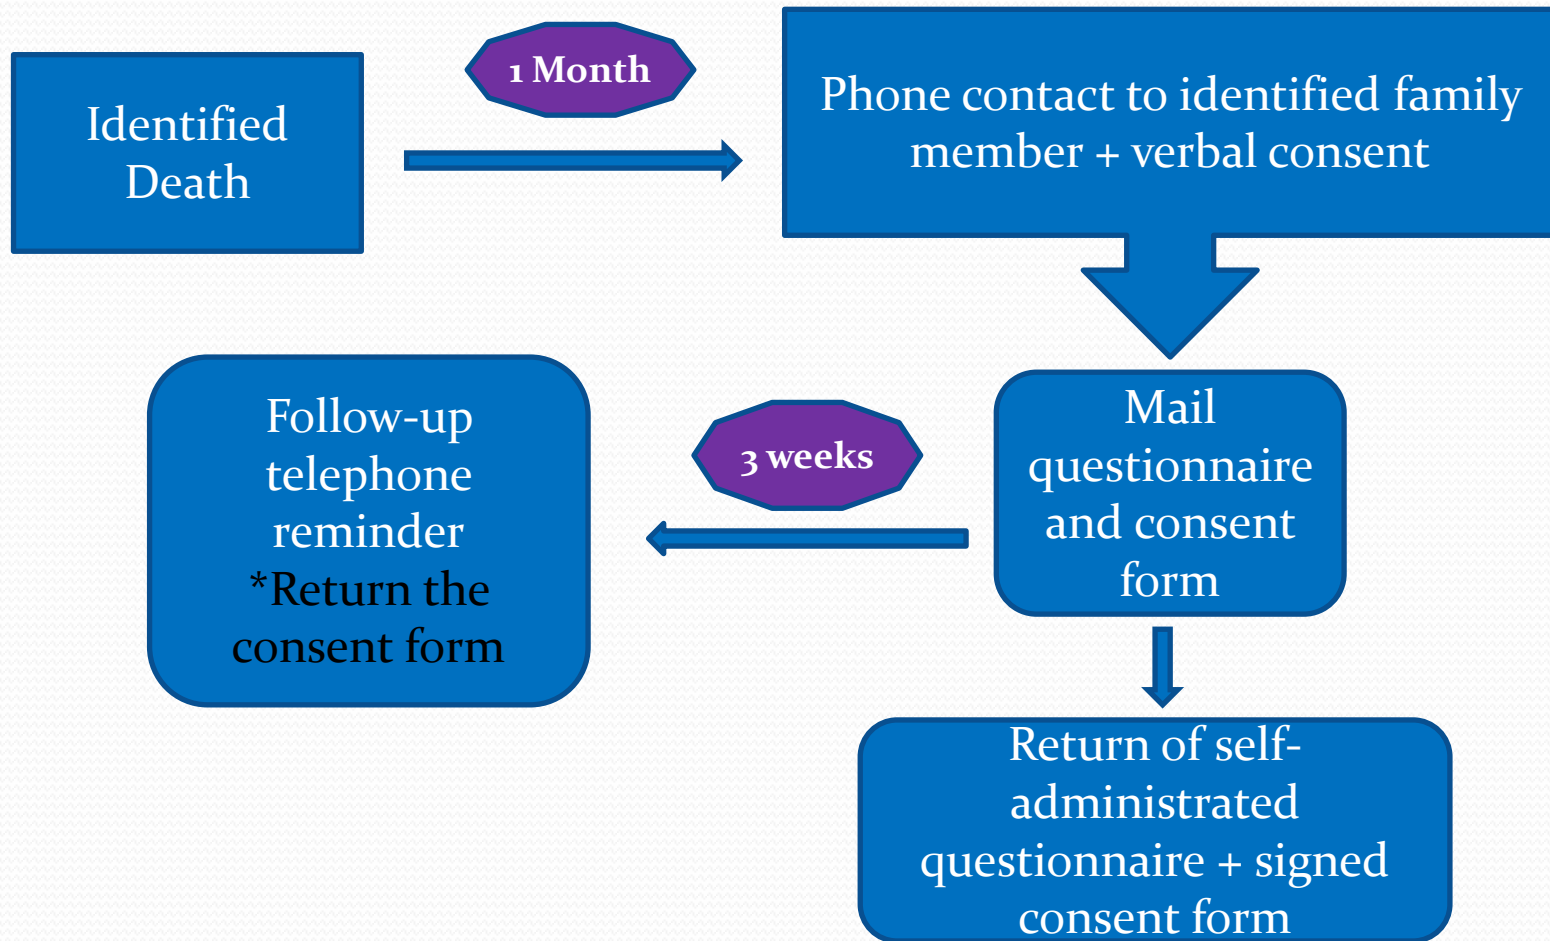 Identified
Death
1 Month
Phone contact to identified family
member + verbal consent
Mail
questionnaire
and consent
form
3 weeks
Follow-up
telephone
reminder
*Return the
consent form
Return of self-
administrated
questionnaire + signed
consent form